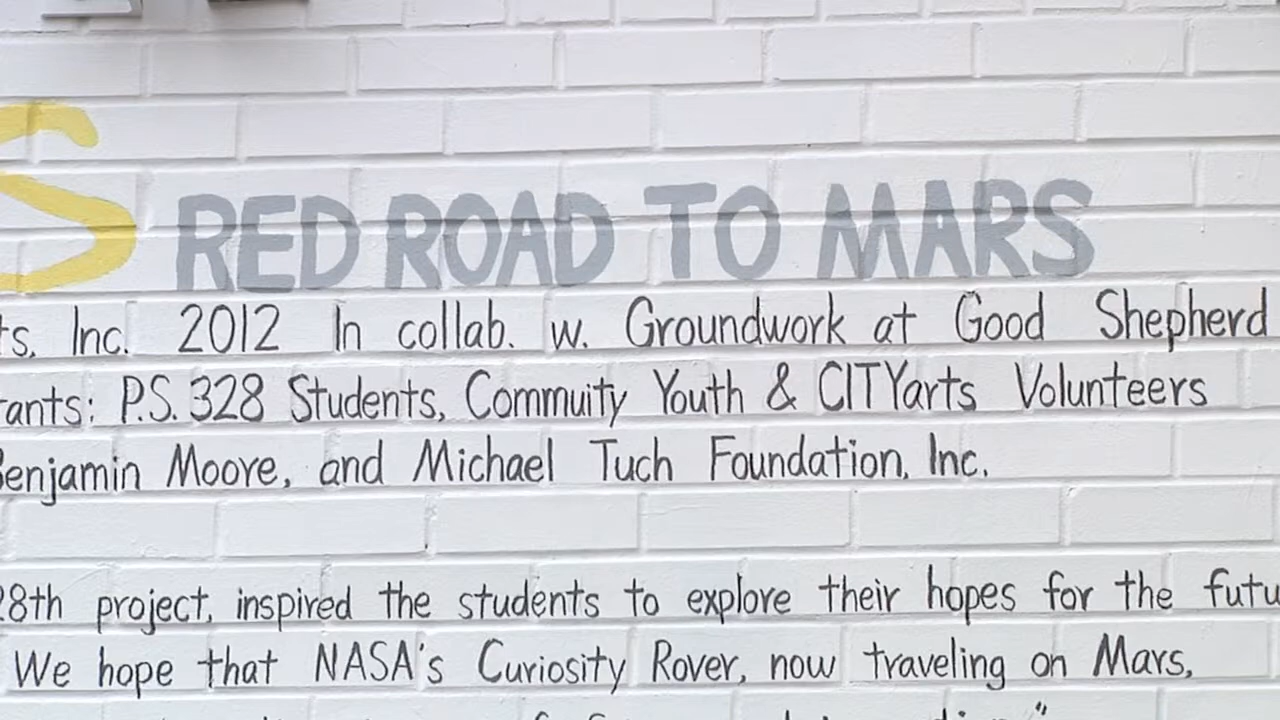 S RED ROAD TO MARS
ts, Inc. 2012 In collab. w. Groundwork at Good Shepherd
rants: P.S. 328 Students, Commuity Youth & CITYarts Volunteers
Benjamin Moore, and Michael Tuch Foundation, Inc.
28th project, inspired the students to explore their hopes for the futu
We hope that NASA's Curiosity Rover, now traveling on Mars,